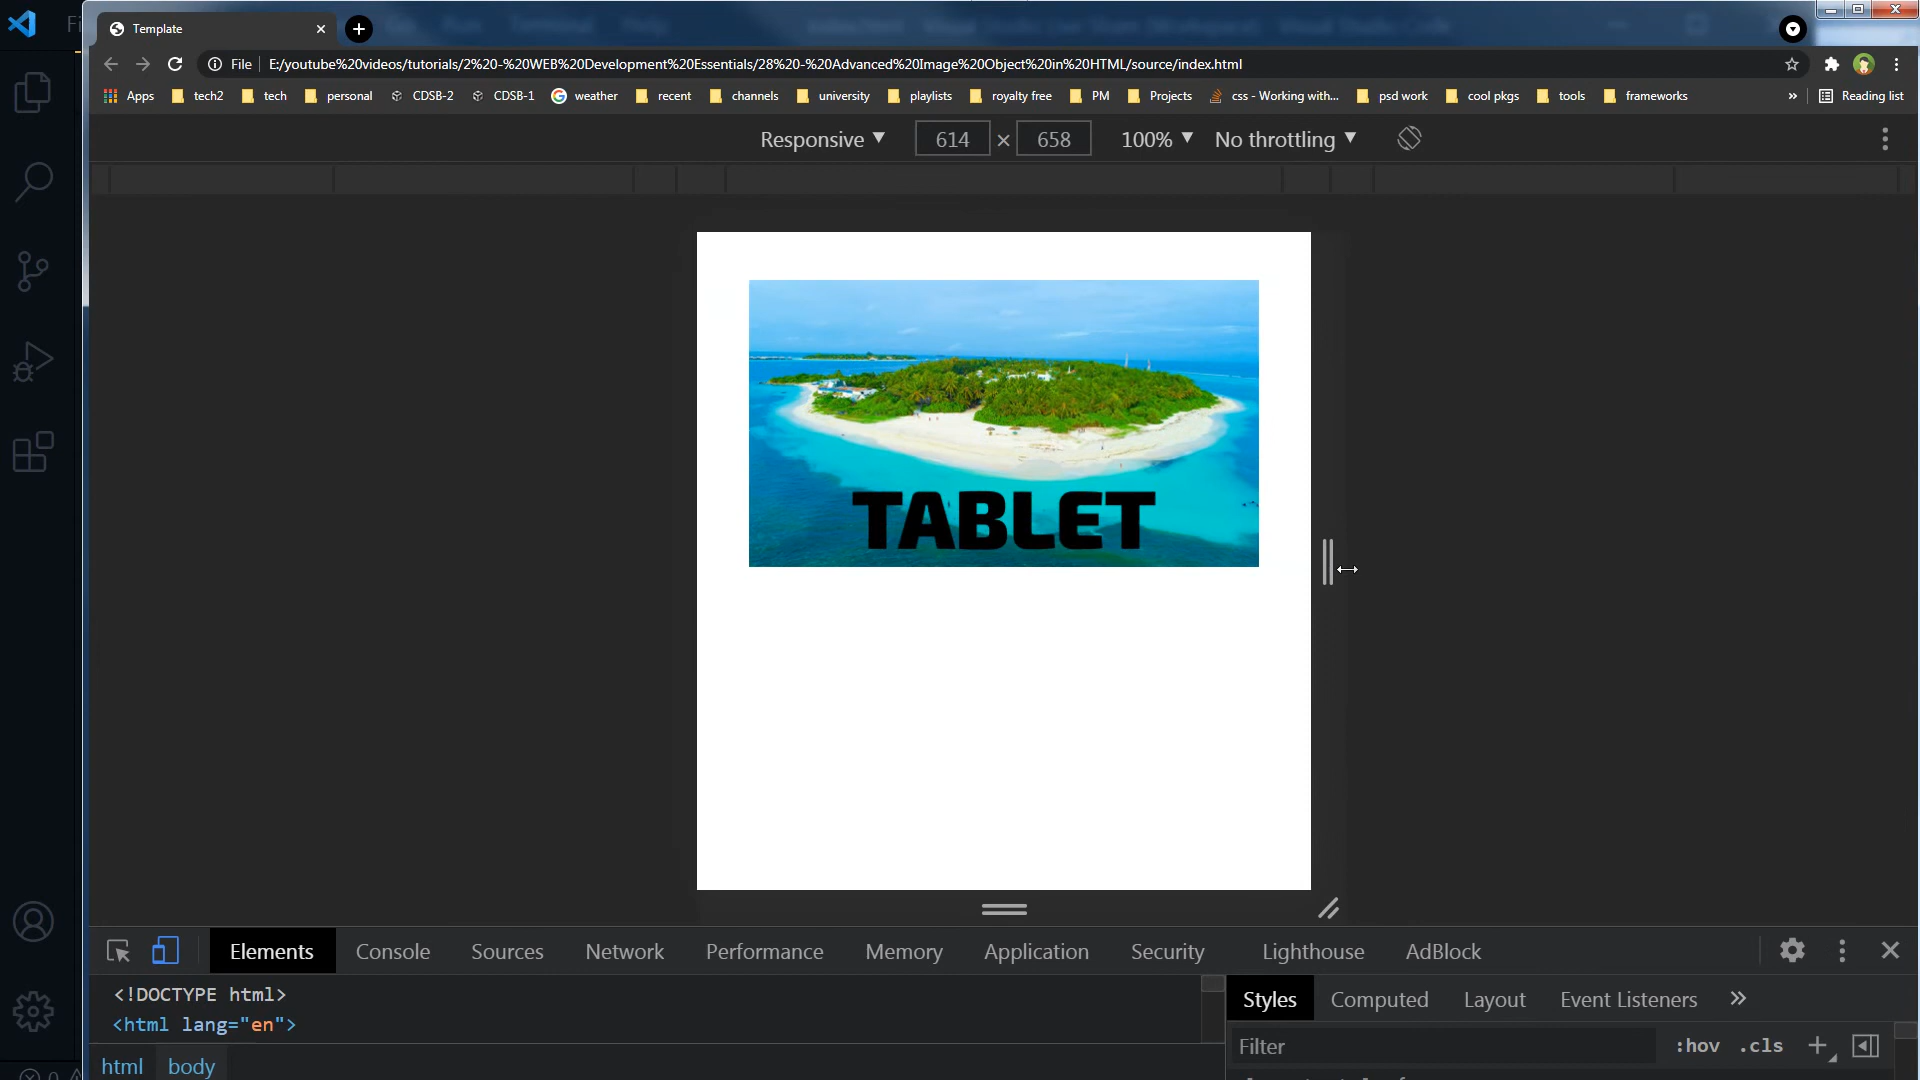 Template
File E:/youtube%20videos/tutorials/2%20-%20WEB%20Development%20Essentials/28%20-%20Advanced%20Image%20Object%20in%20HTML/source/index.html
Apps tech2 tech personal CDSB-2 CDSB-1 weather recent channels university playlists royalty free PM Projects css - Working with... psd work cool pkgs tools frameworks » Reading list
Responsive 614 × 658 100% No throttling
TABLET
Elements Console Sources Network Performance Memory Application Security Lighthouse AdBlock
<!DOCTYPE html>
<html lang="en">
html body
Styles Computed Layout Event Listeners »
Filter :hov .cls